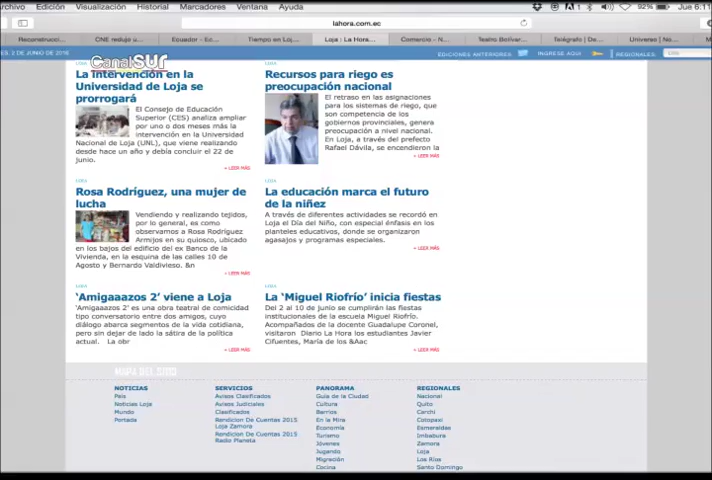 Edición Visualización Historial Marcadores Ventana Ayuda
92% Jue 6:11
lahora.com.ec
Reconstrucci... CNE redujo u... Ecuador - Ec... Tiempo en Loj... Loja : La Hora... Comercio - N... Teatro Bolívar... Telégrafo | De... Universo | No...
2 DE JUNIO DE 2016
EDICIONES ANTERIORES
INGRESE AQUI
REGIONALES
Loja
CanalSur
LOJA
La intervención en la
Universidad de Loja se
prorrogará
El Consejo de Educación
Superior (CES) analiza ampliar
por uno o dos meses más la
intervención en la Universidad
Nacional de Loja (UNL), que viene realizando
desde hace un año y debía concluir el 22 de
junio.
+ LEER MÁS
LOJA
Recursos para riego es
preocupación nacional
El retraso en las asignaciones
para los sistemas de riego, que
son competencia de los
gobiernos provinciales, genera
preocupación a nivel nacional.
En Loja, a través del prefecto
Rafael Dávila, se encendieron la
+ LEER MÁS
LOJA
Rosa Rodríguez, una mujer de
lucha
Vendiendo y realizando tejidos,
por lo general, es como
observamos a Rosa Rodríguez
Armijos en su quiosco, ubicado
en los bajos del edificio del ex Banco de la
Vivienda, en la esquina de las calles 10 de
Agosto y Bernardo Valdivieso. &n
+ LEER MÁS
LOJA
La educación marca el futuro
de la niñez
A través de diferentes actividades se recordó en
Loja el Día del Niño, con especial énfasis en los
planteles educativos, donde se organizaron
agasajos y programas especiales.
+ LEER MÁS
LOJA
'Amigaaazos 2' viene a Loja
'Amigaaazos 2' es una obra teatral de comicidad
tipo conversatorio entre dos amigos, cuyo
diálogo abarca segmentos de la vida cotidiana,
pero sin dejar de lado la sátira de la política
actual. La obr
+ LEER MÁS
LOJA
La 'Miguel Riofrío' inicia fiestas
Del 2 al 10 de junio se cumplirán las fiestas
institucionales de la escuela Miguel Riofrío.
Acompañados de la docente Guadalupe Coronel,
visitaron Diario La Hora los estudiantes Javier
Cifuentes, María de los &Aac
+ LEER MÁS
MAPA DEL SITIO
NOTICIAS
País
Noticias Loja
Mundo
Portada
SERVICIOS
Avisos Clasificados
Avisos Judiciales
Clasificados
Rendicion De Cuentas 2015
Loja Zamora
Rendicion De Cuentas 2015
Radio Planeta
PANORAMA
Guía de la Ciudad
Cultura
Barrios
En la Mira
Economía
Turismo
Jóvenes
Jugando
Migración
Cocina
REGIONALES
Nacional
Quito
Carchi
Cotopaxi
Esmeraldas
Imbabura
Zamora
Loja
Los Ríos
Santo Domingo